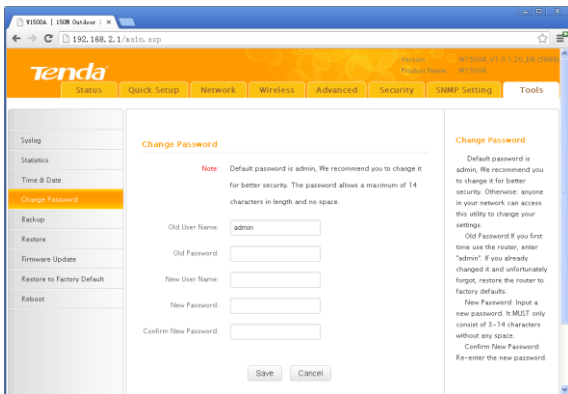 W1500A | 150M Outdoor
192.168.2.1/main.asp
Tenda
Version: W1500A_V1.0.1.20_EN
Product Name: W1500A
Status Quick Setup Network Wireless Advanced Security SNMP Setting Tools
Syslog
Statistics
Time & Date
Change Password
Backup
Restore
Firmware Update
Restore to Factory Default
Reboot
Change Password
Note: Default password is admin, We recommend you to change it
for better security. The password allows a maximum of 14
characters in length and no space.
Old User Name: admin
Old Password:
New User Name:
New Password:
Confirm New Password:
Save Cancel
Change Password
Default password is
admin, We recommend you
to change it for better
security. Otherwise: anyone
in your network can access
this utility to change your
settings.
Old Password:If you first
time use the router, enter
"admin". If you already
changed it and unfortunately
forgot, restore the router to
factory defaults.
New Password: Input a
new password. It MUST only
consist of 3-14 characters
without any space.
Confirm New Password:
Re-enter the new password.